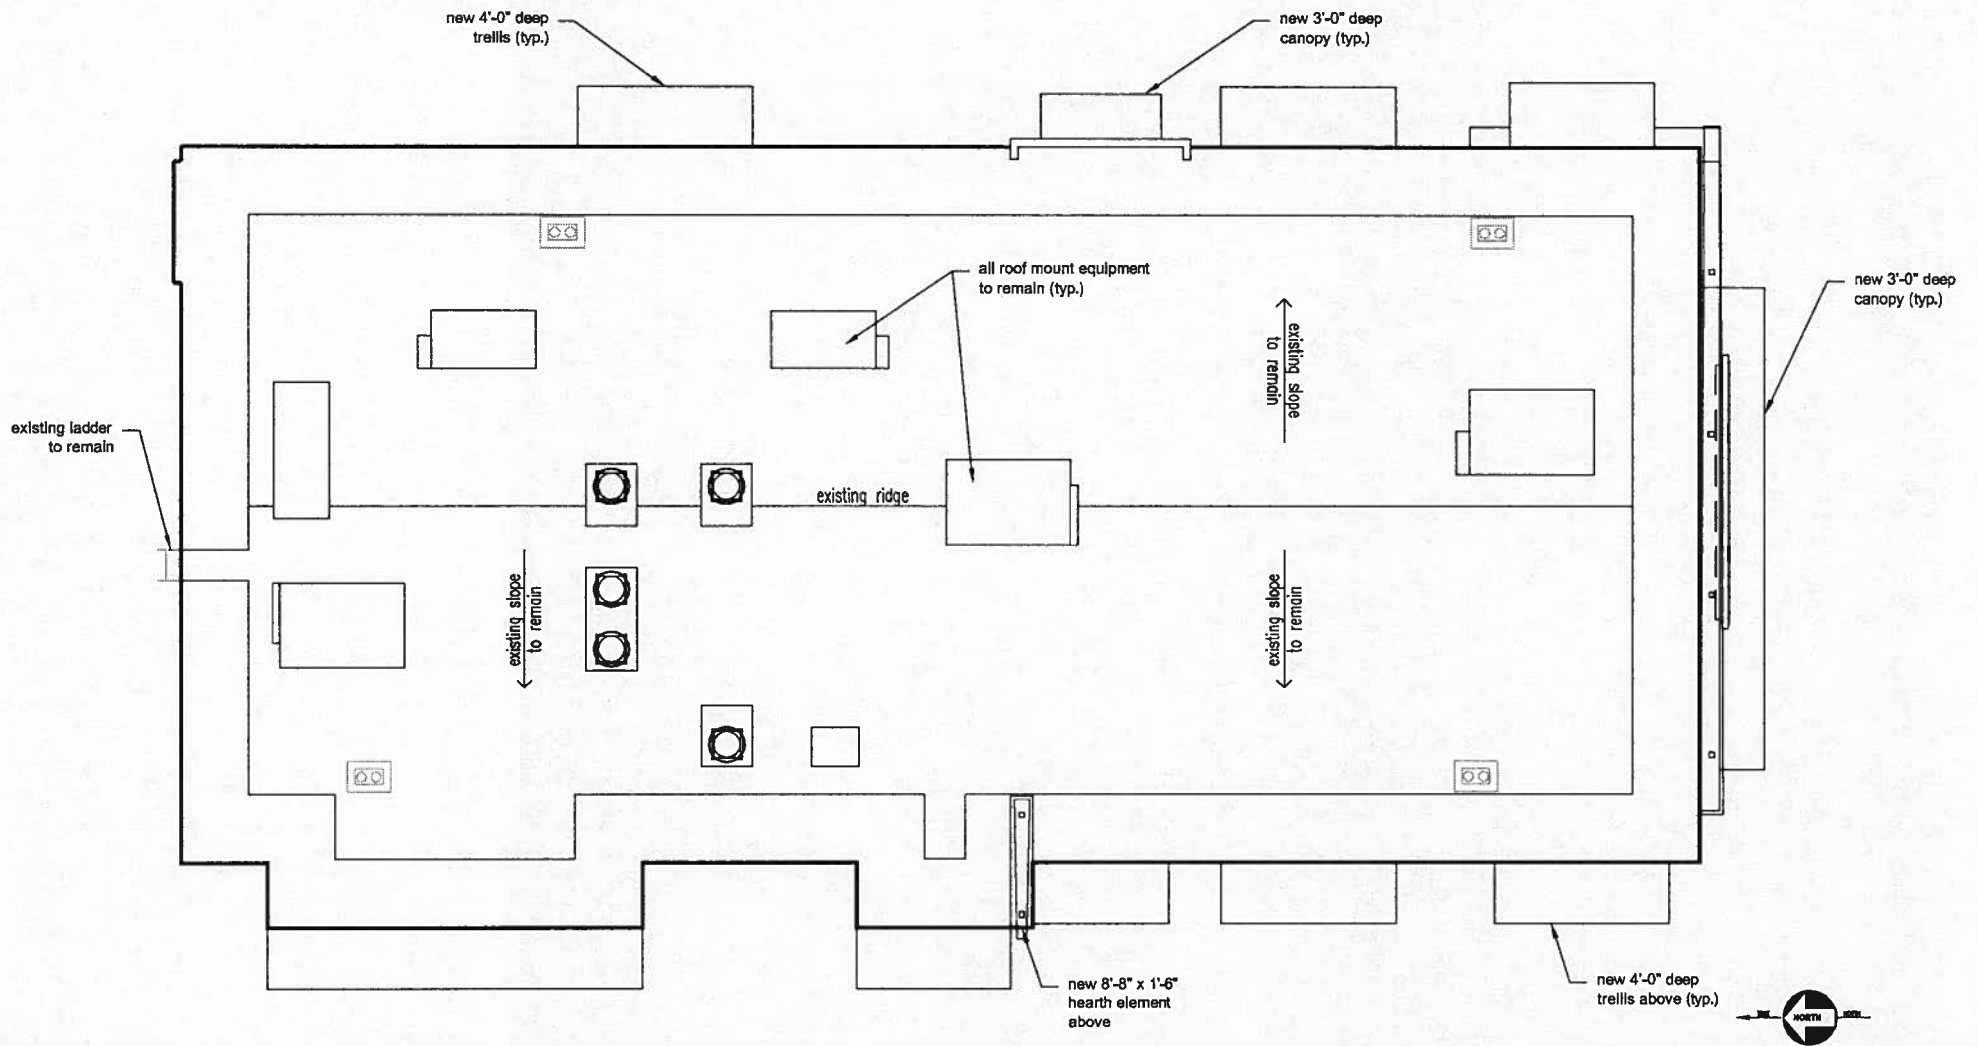 new 4'-0" deep
trellis (typ.)
new 3'-0" deep
canopy (typ.)
all roof mount equipment
to remain (typ.)
new 3'-0" deep
canopy (typ.)
existing slope
to remain
existing ladder
to remain
existing ridge
existing slope
to remain
existing slope
to remain
new 8'-8" x 1'-6"
hearth element
above
new 4'-0" deep
trellis above (typ.)
NORTH